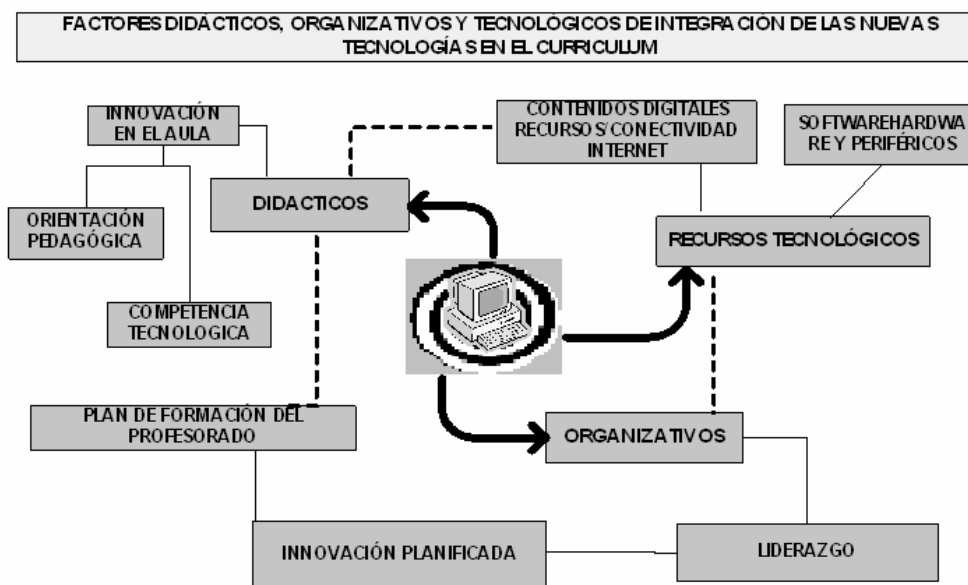 FACTORES DIDÁCTICOS, ORGANIZATIVOS Y TECNOLÓGICOS DE INTEGRACIÓN DE LAS NUEVAS
TECNOLOGÍAS EN EL CURRICULUM
INNOVACIÓN
EN EL AULA
CONTENIDOS DIGITALES
RECURSOS/CONECTIVIDAD
INTERNET
SOFTWAREHARDWA
RE Y PERIFÉRICOS
DIDACTICOS
ORIENTACIÓN
PEDAGÓGICA
RECURSOS TECNOLÓGICOS
COMPETENCIA
TECNOLOGICA
PLAN DE FORMACIÓN DEL
PROFESORADO
ORGANIZATIVOS
INNOVACIÓN PLANIFICADA
LIDERAZGO